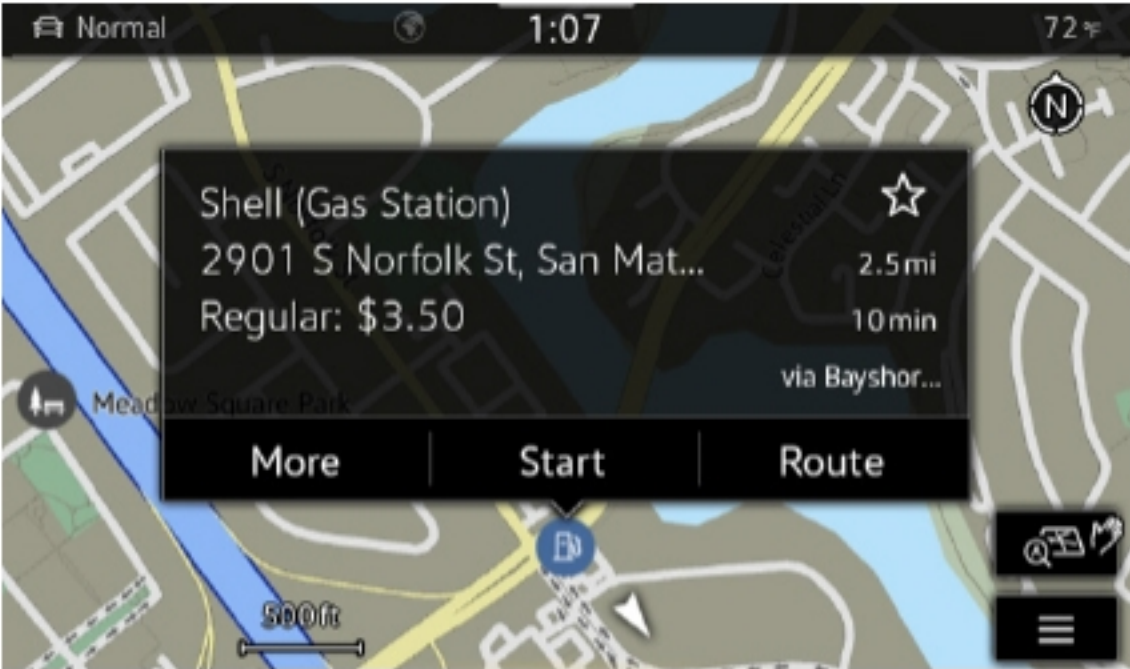 Normal
1:07
72°F
N
Shell (Gas Station)
2901 S Norfolk St, San Mat...
2.5mi
Regular: $3.50
10min
via Bayshor...
Meadow Square Park
More
Start
Route
500ft